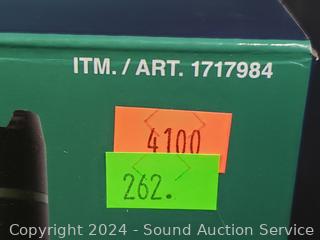 ITM. / ART. 1717984
4100
262.
Copyright © 2024 - Sound Auction Service